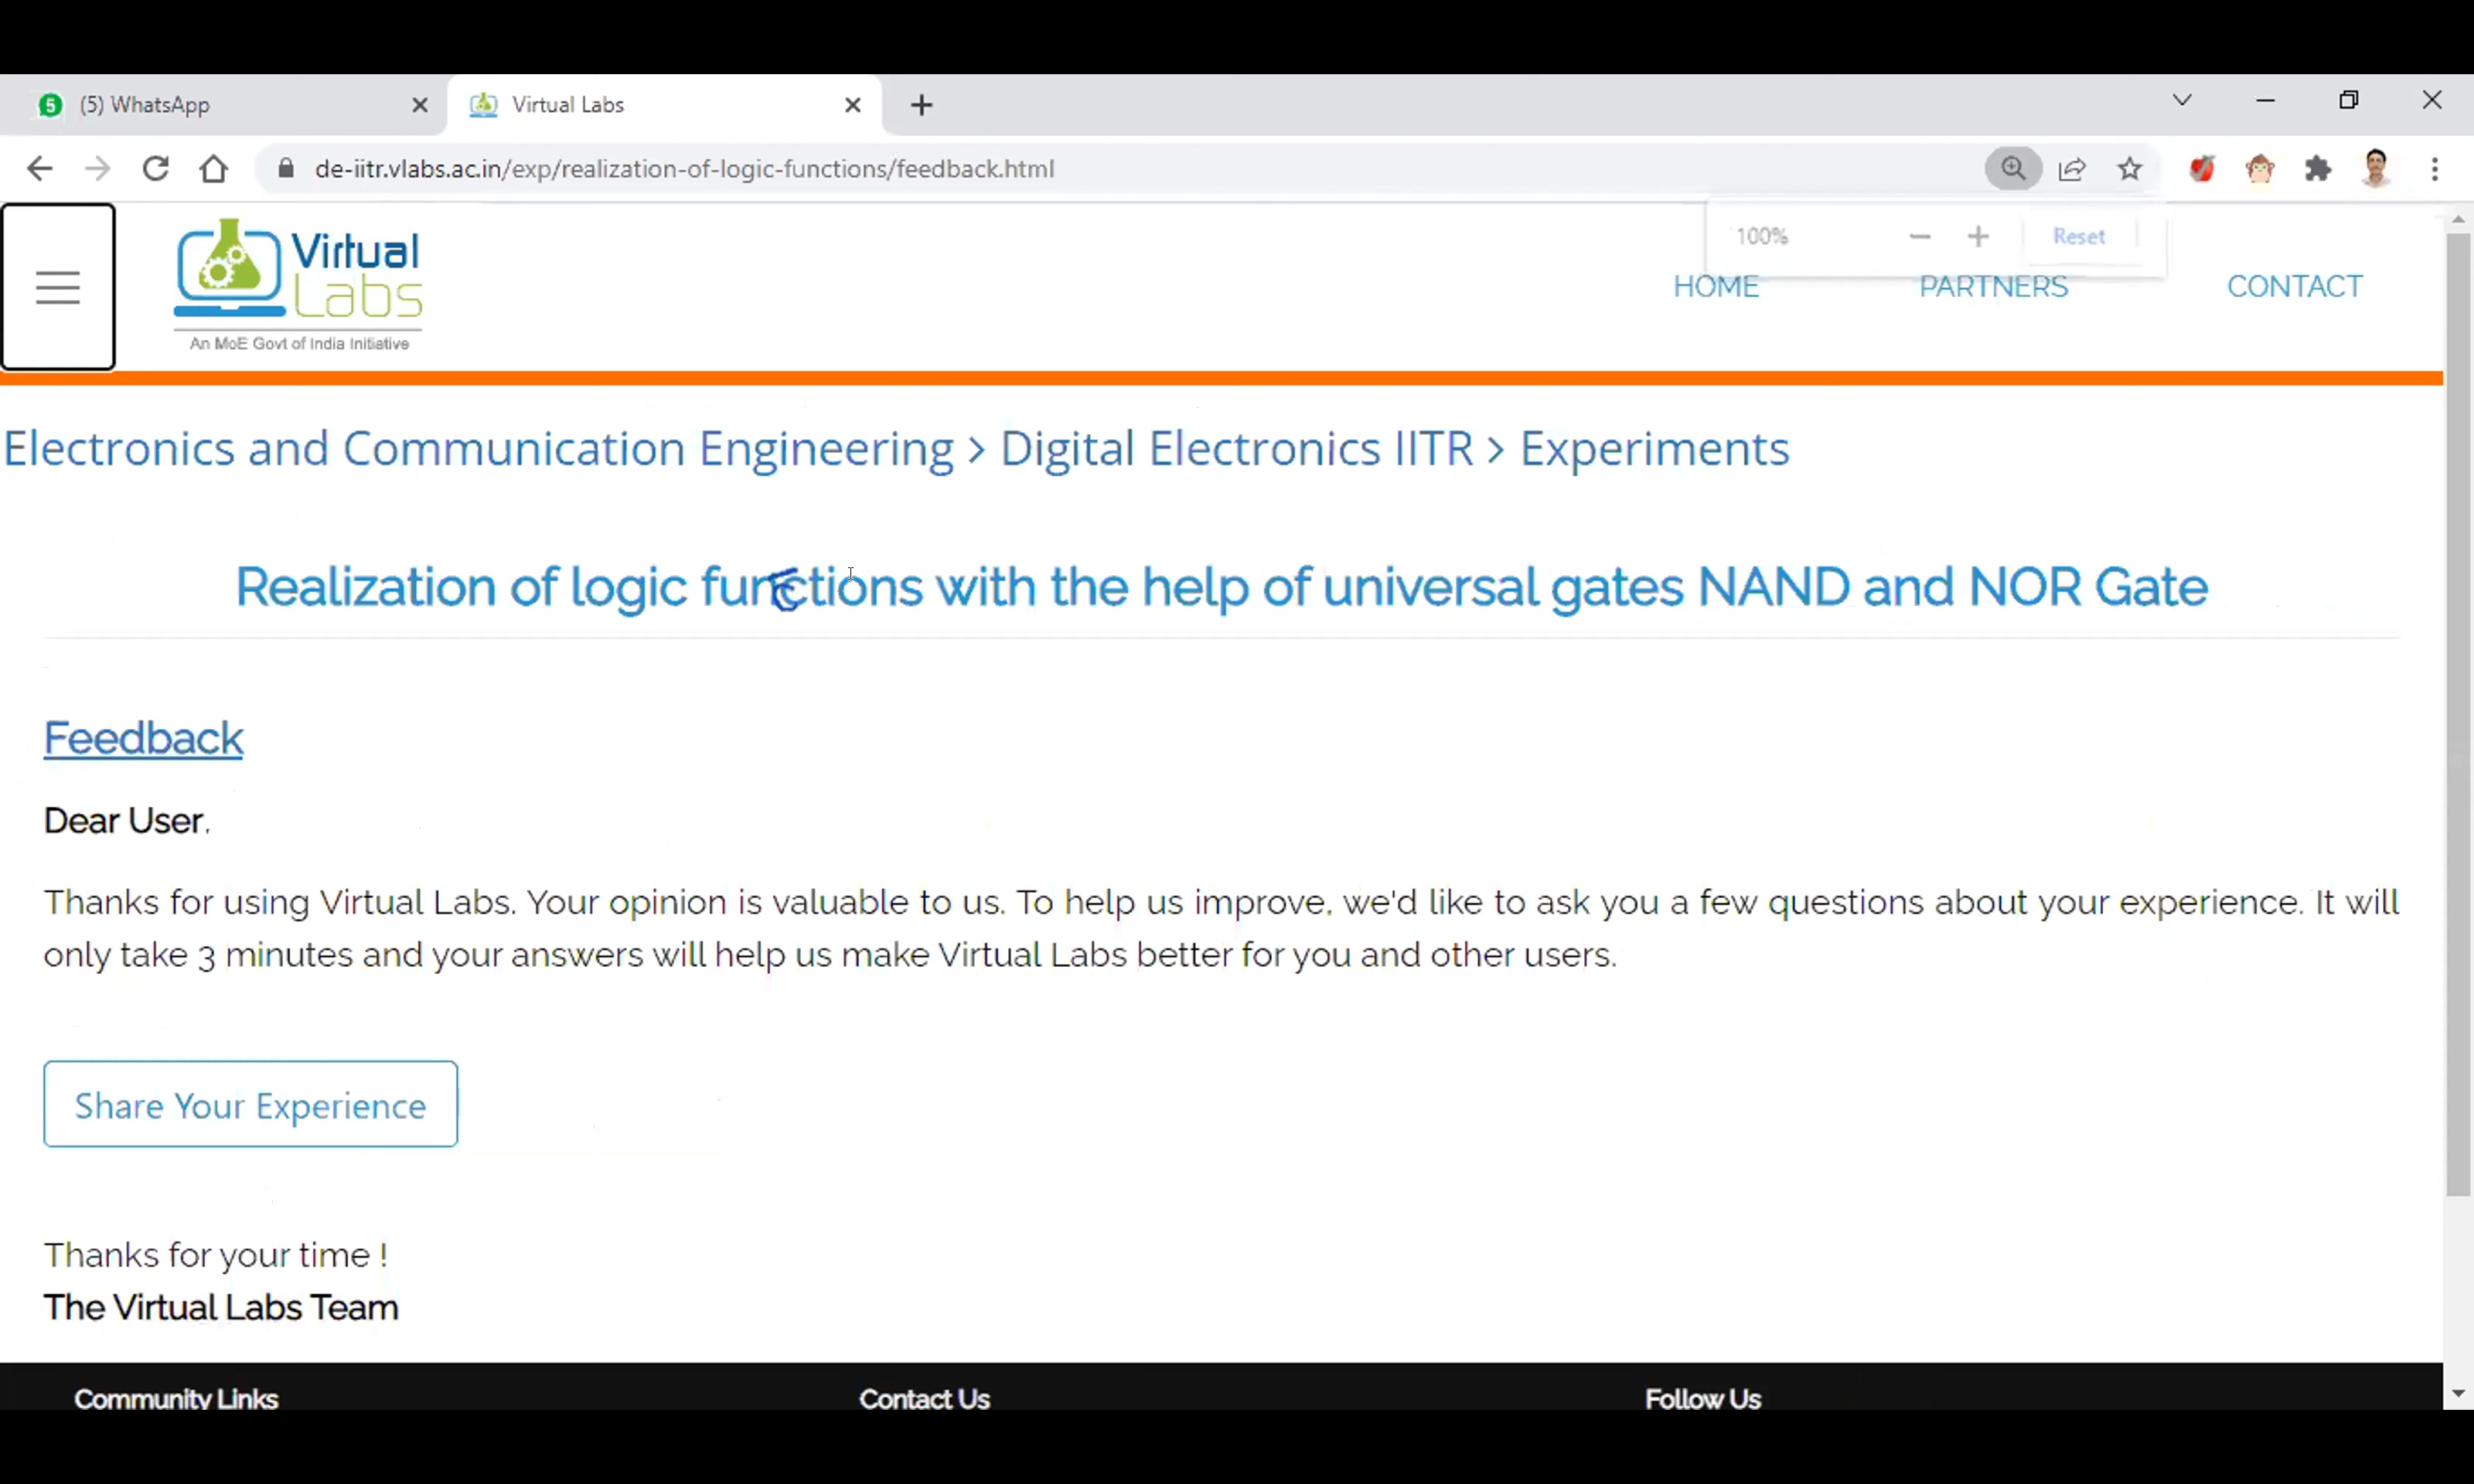 5 (5) WhatsApp Virtual Labs
de-iitr.vlabs.ac.in/exp/realization-of-logic-functions/feedback.html
100% Reset
Virtual
Labs
An MoE Govt of India Initiative
HOME PARTNERS CONTACT
Electronics and Communication Engineering > Digital Electronics IITR > Experiments
Realization of logic functions with the help of universal gates NAND and NOR Gate
Feedback
Dear User,
Thanks for using Virtual Labs. Your opinion is valuable to us. To help us improve, we'd like to ask you a few questions about your experience. It will
only take 3 minutes and your answers will help us make Virtual Labs better for you and other users.
Share Your Experience
Thanks for your time !
The Virtual Labs Team
Community Links Contact Us Follow Us